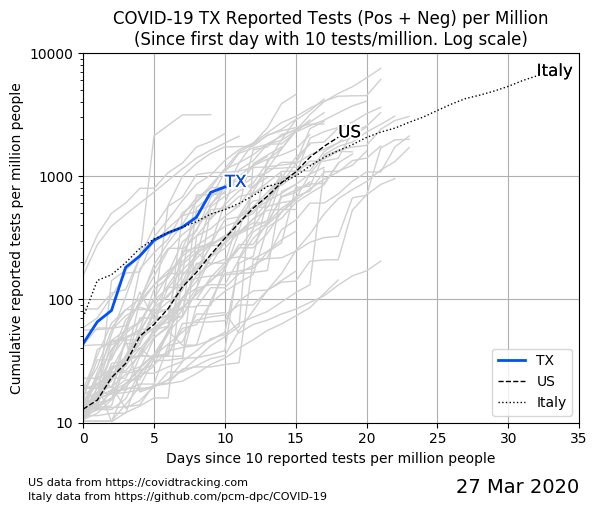 COVID-19 TX Reported Tests (Pos + Neg) per Million
(Since first day with 10 tests/million. Log scale)
Cumulative reported tests per million people
10000
1000
100
10
Italy
US
TX
TX
US
Italy
0 5 10 15 20 25 30 35
Days since 10 reported tests per million people
US data from https://covidtracking.com
Italy data from https://github.com/pcm-dpc/COVID-19
27 Mar 2020